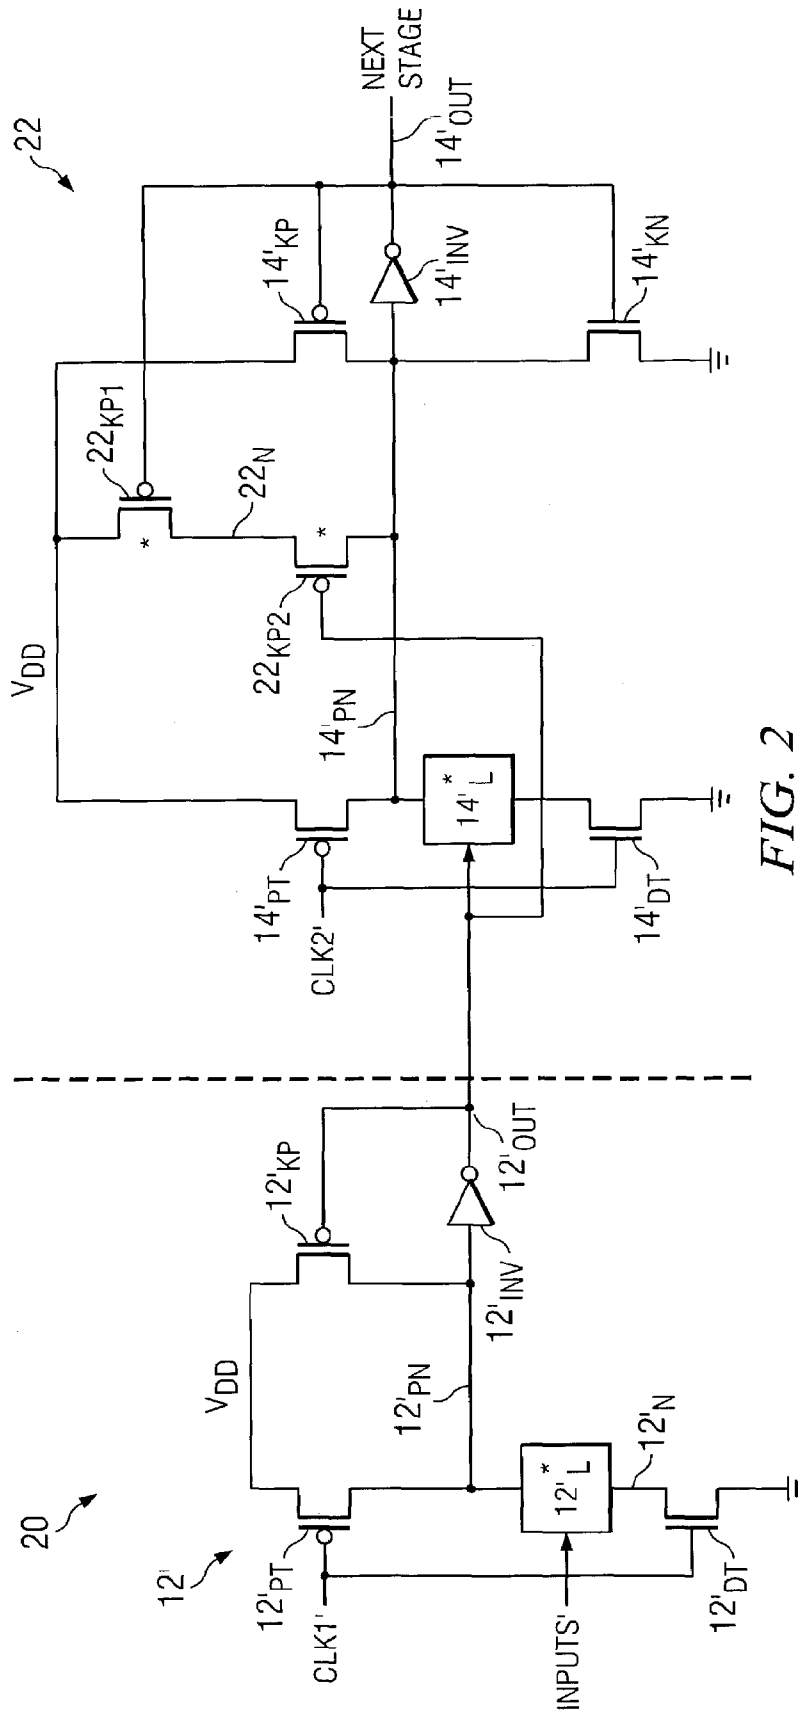 20
12'
CLK1'
12'PT
VDD
12'KP
12'PN
INPUTS'
12'L*
12'N
12'DT
12'INV
12'OUT
22
VDD
CLK2'
14'PT
22KP1
22N
*
*
22KP2
14'PN
14'L*
14'DT
14'KP
14'INV
14'KN
14'OUT
NEXT
STAGE
FIG. 2